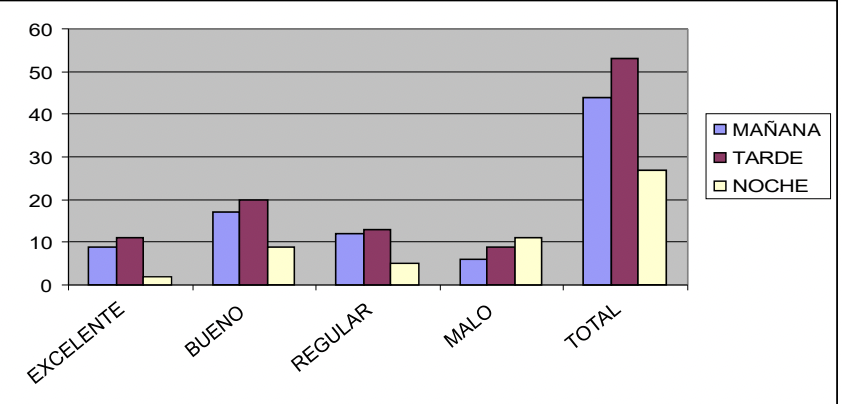 60
50
40
30
20
10
0
EXCELENTE
BUENO
REGULAR
MALO
TOTAL
MAÑANA
TARDE
NOCHE